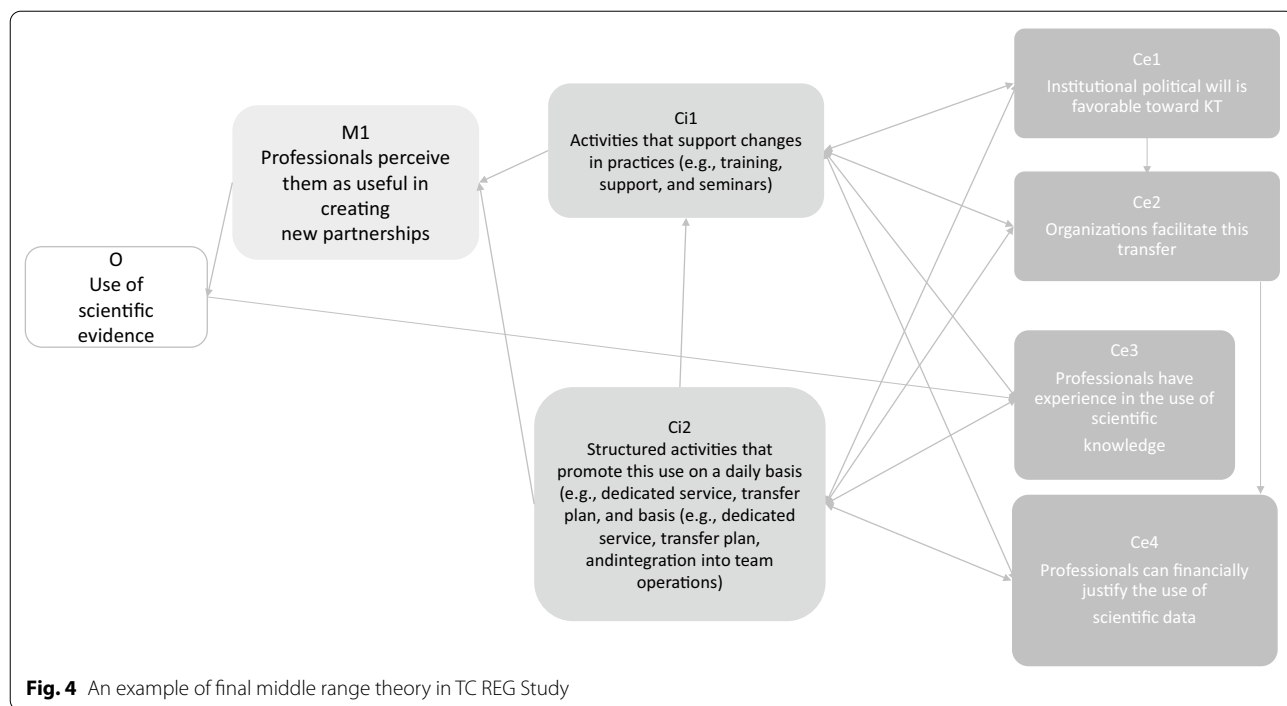 O
Use of
scientific
evidence
M1
Professionals perceive
them as useful in
creating
new partnerships
Ci1
Activities that support changes
in practices (e.g., training,
support, and seminars)
Ci2
Structured activities that
promote this use on a daily basis
(e.g., dedicated service, transfer
plan, and basis (e.g., dedicated
service, transfer plan,
andintegration into team
operations)
Ce1
Institutional political will is
favorable toward KT
Ce2
Organizations facilitate this
transfer
Ce3
Professionals have
experience in the use of
scientific
knowledge
Ce4
Professionals can financially
justify the use of
scientific data
Fig. 4 An example of final middle range theory in TC REG Study